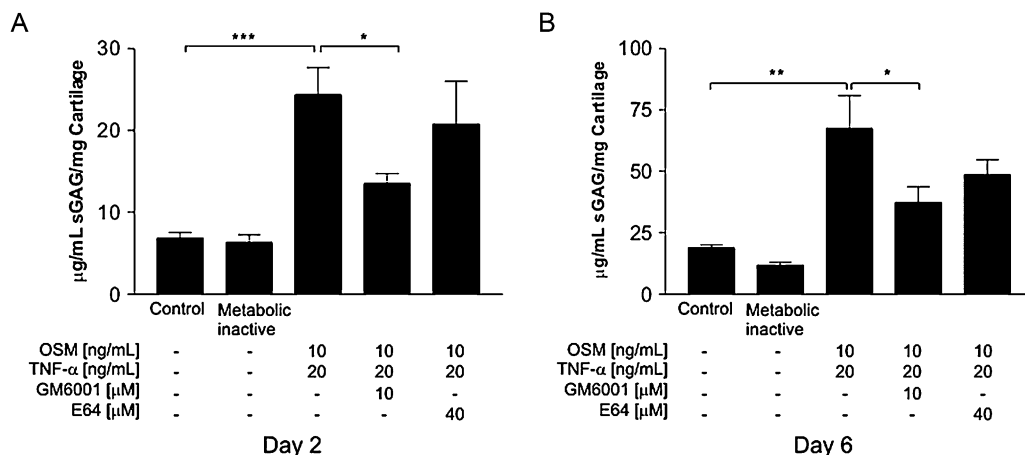 A
***
*
30
20
10
0
µg/mL sGAG/mg Cartilage
Control
Metabolic
inactive
OSM [ng/mL] - - 10 10 10
TNF-α [ng/mL] - - 20 20 20
GM6001 [µM] - - - 10 -
E64 [µM] - - - - 40
Day 2
B
**
*
100
75
50
25
0
µg/mL sGAG/mg Cartilage
Control
Metabolic
inactive
OSM [ng/mL] - - 10 10 10
TNF-α [ng/mL] - - 20 20 20
GM6001 [µM] - - - 10 -
E64 [µM] - - - - 40
Day 6